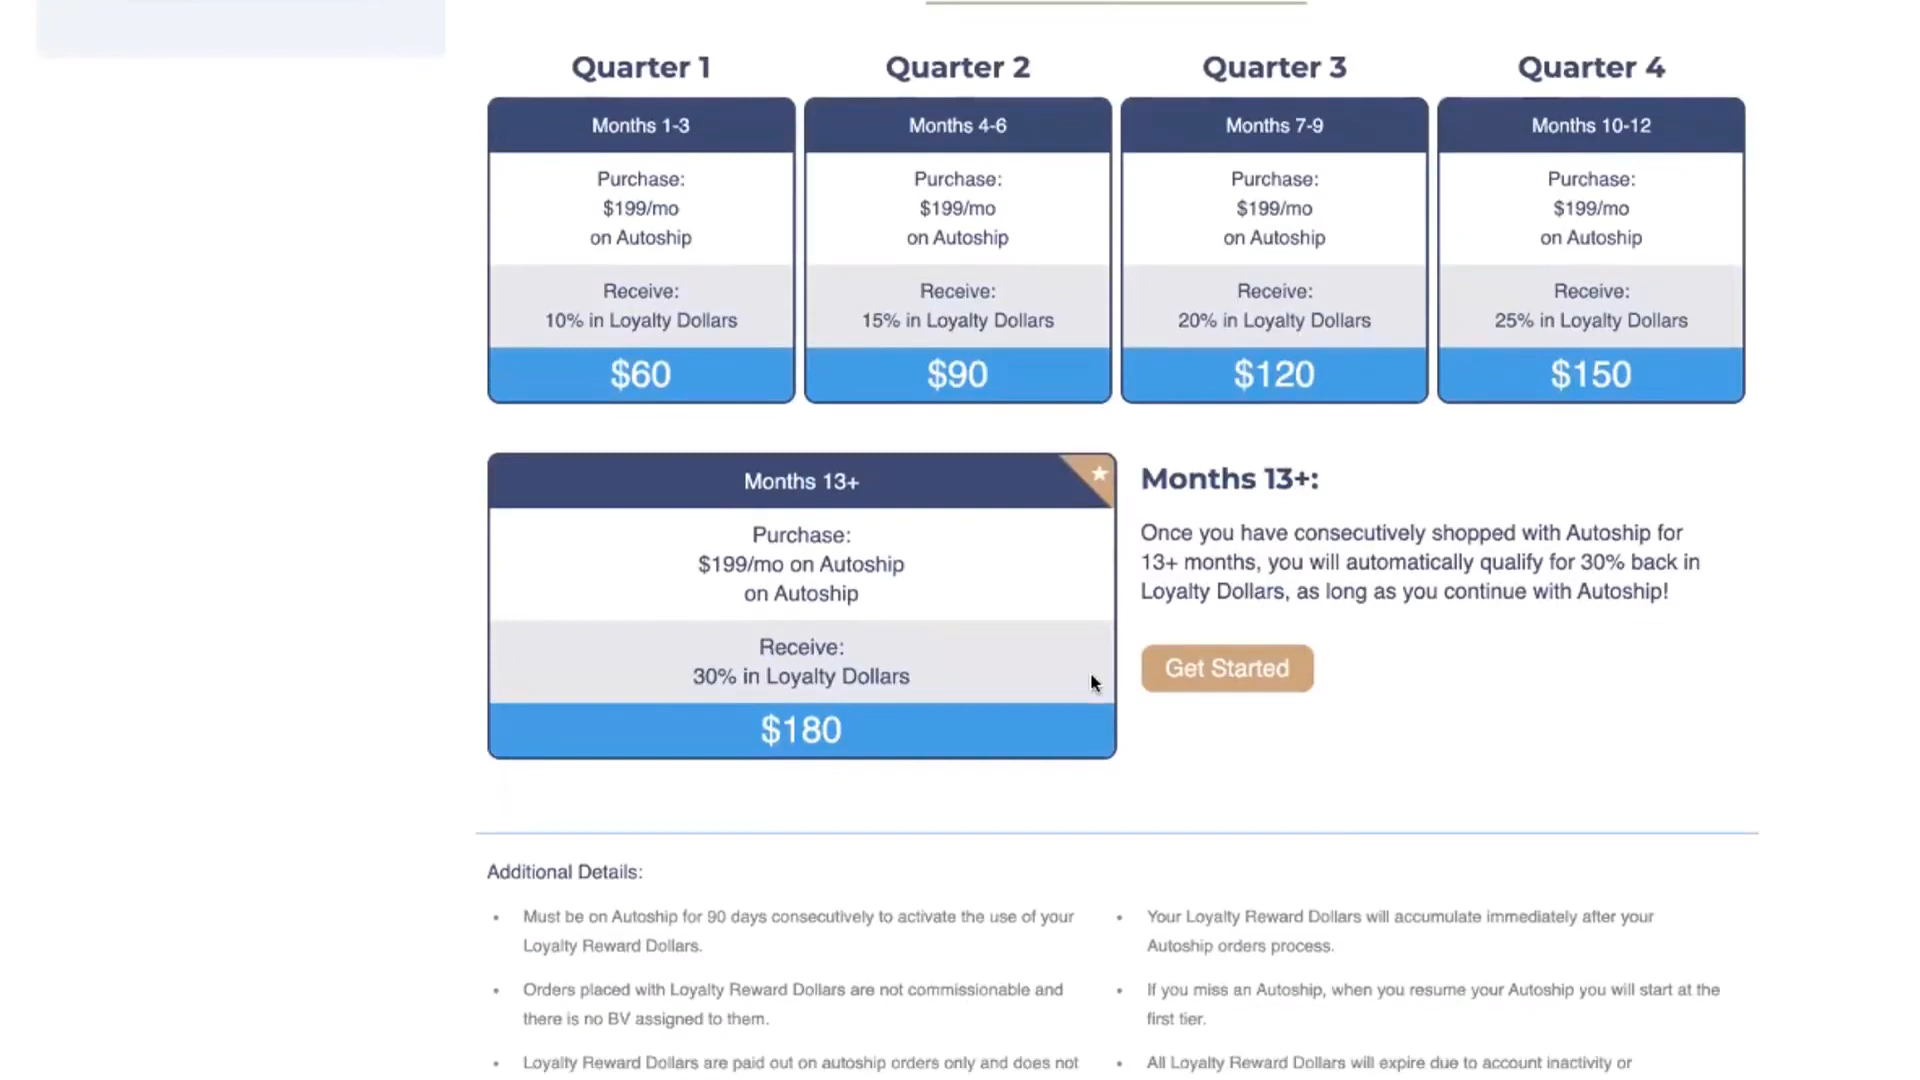 Quarter 1
Months 1-3
Purchase:
$199/mo
on Autoship
Receive:
10% in Loyalty Dollars
$60
Quarter 2
Months 4-6
Purchase:
$199/mo
on Autoship
Receive:
15% in Loyalty Dollars
$90
Quarter 3
Months 7-9
Purchase:
$199/mo
on Autoship
Receive:
20% in Loyalty Dollars
$120
Quarter 4
Months 10-12
Purchase:
$199/mo
on Autoship
Receive:
25% in Loyalty Dollars
$150
Months 13+
Purchase:
$199/mo on Autoship
on Autoship
Receive:
30% in Loyalty Dollars
$180
Months 13+:
Once you have consecutively shopped with Autoship for
13+ months, you will automatically qualify for 30% back in
Loyalty Dollars, as long as you continue with Autoship!
Get Started
Additional Details:
• Must be on Autoship for 90 days consecutively to activate the use of your
Loyalty Reward Dollars.
• Orders placed with Loyalty Reward Dollars are not commissionable and
there is no BV assigned to them.
• Loyalty Reward Dollars are paid out on autoship orders only and does not
• Your Loyalty Reward Dollars will accumulate immediately after your
Autoship orders process.
• If you miss an Autoship, when you resume your Autoship you will start at the
first tier.
• All Loyalty Reward Dollars will expire due to account inactivity or